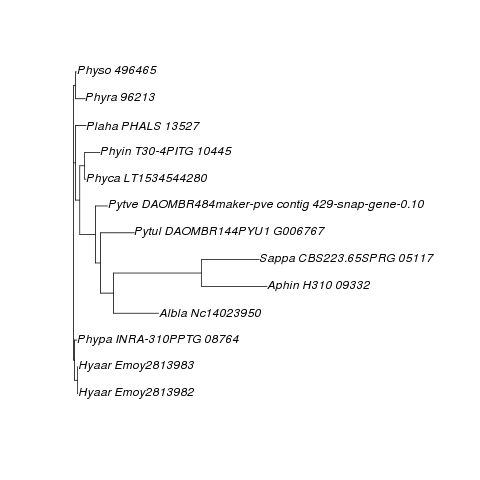 Physo 496465
Phyra 96213
Plaha PHALS 13527
Phyin T30-4PITG 10445
Phyca LT1534544280
Pytve DAOMBR484maker-pve contig 429-snap-gene-0.10
Pytul DAOMBR144PYU1 G006767
Sappa CBS223.65SPRG 05117
Aphin H310 09332
Albla Nc14023950
Phypa INRA-310PPTG 08764
Hyaar Emoy2813983
Hyaar Emoy2813982